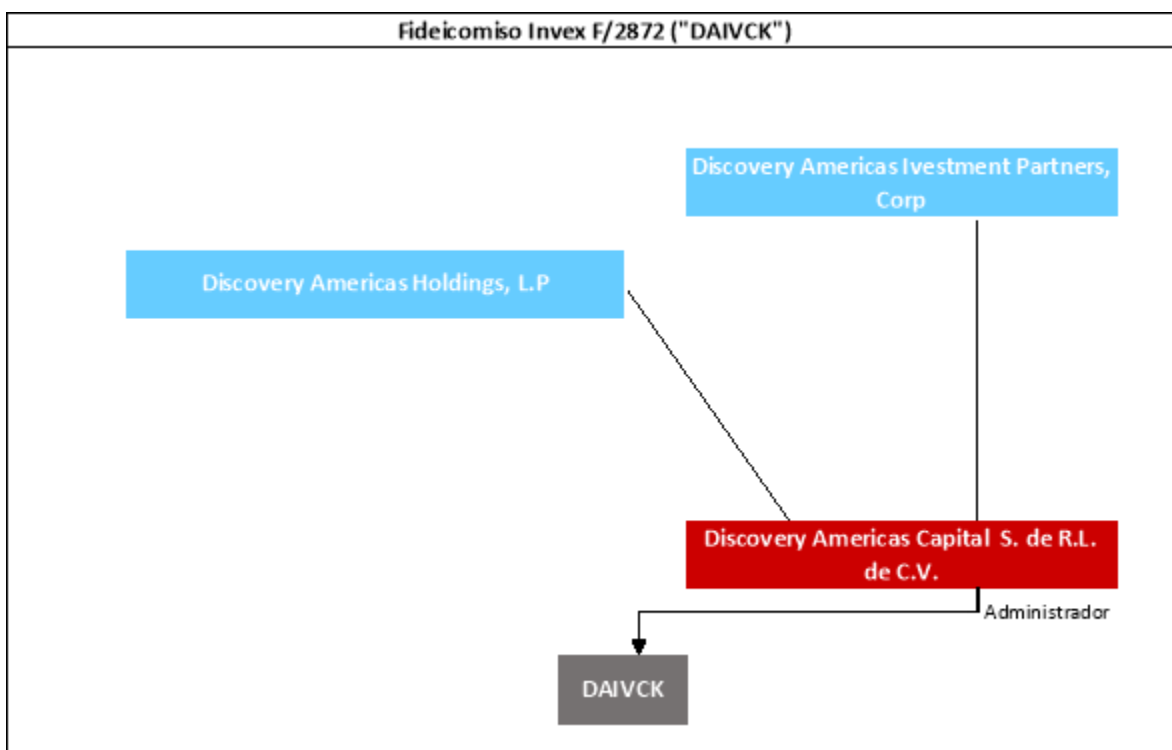 Fideicomiso Invex F/2872 ("DAIVCK")
Discovery Americas Ivestment Partners,
Corp
Discovery Americas Holdings, L.P
Discovery Americas Capital S. de R.L.
de C.V.
Administrador
DAIVCK